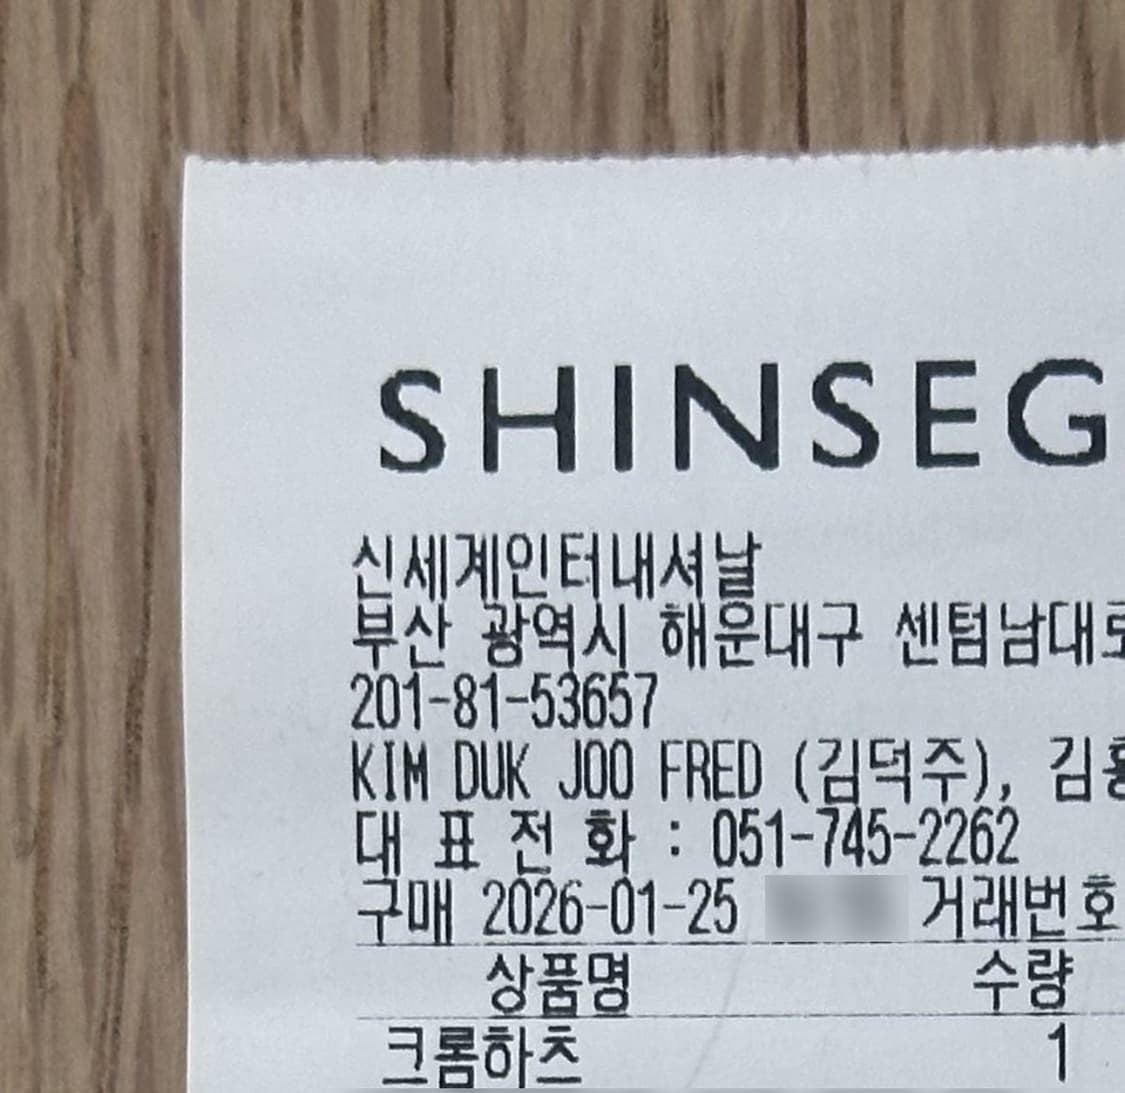 SHINSEG
신세계인터내셔날
부산 광역시 해운대구 센텀남대로
201-81-53657
KIM DUK JOO FRED (김덕주), 김
대 표 전 화 : 051-745-2262
구매 2026-01-25 거래번호
상품명 수량
크롬하츠 1